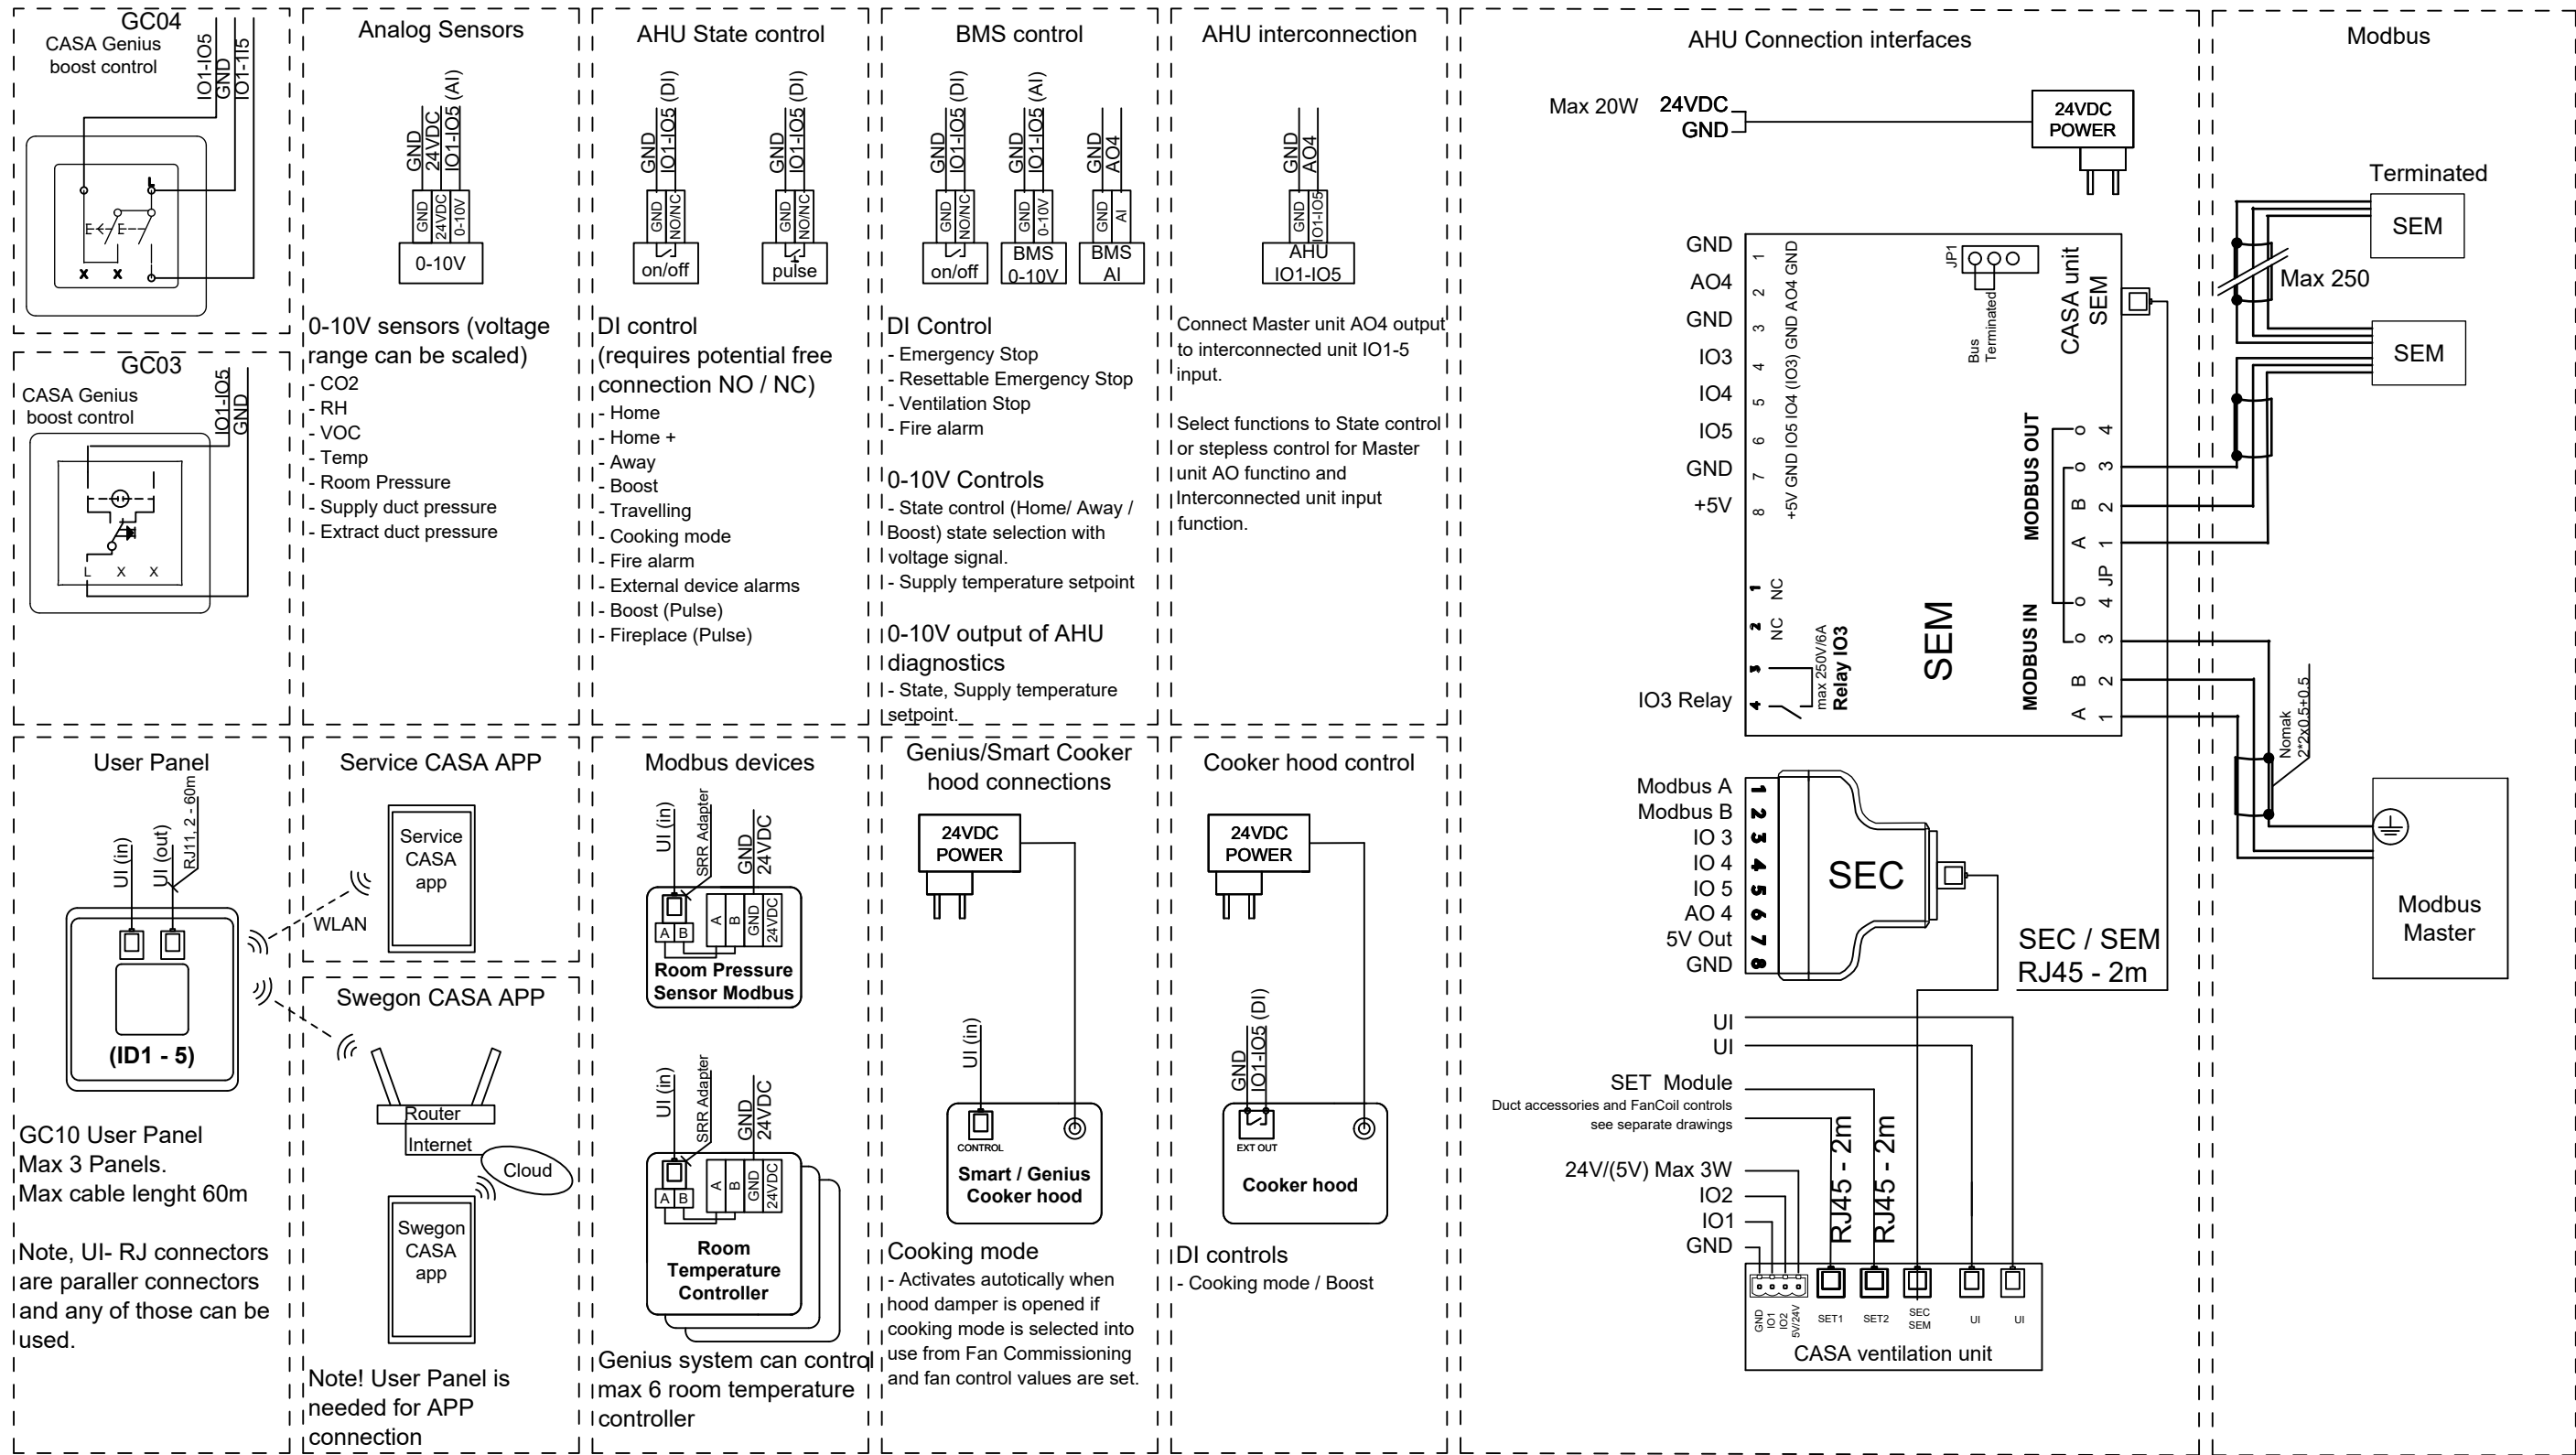 GC04
CASA Genius
boost control
IO1-IO5
GND
IO1-1I5
L
E
E
X
X
GC03
CASA Genius
boost control
IO1-IO5
GND
L
X
X
Analog Sensors
GND
24VDC
IO1-IO5 (AI)
GND
24VDC
0-10V
0-10V
0-10V sensors (voltage
range can be scaled)
- CO2
- RH
- VOC
- Temp
- Room Pressure
- Supply duct pressure
- Extract duct pressure
AHU State control
GND
IO1-IO5 (DI)
GND
NO/NC
on/off
GND
IO1-IO5 (DI)
GND
NO/NC
pulse
DI control
(requires potential free
connection NO / NC)
- Home
- Home +
- Away
- Boost
- Travelling
- Cooking mode
- Fire alarm
- External device alarms
- Boost (Pulse)
- Fireplace (Pulse)
BMS control
GND
IO1-IO5 (DI)
GND
NO/NC
on/off
GND
IO1-IO5 (AI)
GND
0-10V
BMS
0-10V
GND
AO4
GND
AI
BMS
AI
DI Control
- Emergency Stop
- Resettable Emergency Stop
- Ventilation Stop
- Fire alarm
0-10V Controls
- State control (Home/ Away /
Boost) state selection with
voltage signal.
- Supply temperature setpoint
0-10V output of AHU
diagnostics
- State, Supply temperature
setpoint.
AHU interconnection
GND
AO4
GND
IO1-IO5
AHU
IO1-IO5
Connect Master unit AO4 output
to interconnected unit IO1-5
input.
Select functions to State control
or stepless control for Master
unit AO functino and
Interconnected unit input
function.
User Panel
UI (in)
UI (out)
RJ11, 2 - 60m
(ID1 - 5)
GC10 User Panel
Max 3 Panels.
Max cable lenght 60m
Note, UI- RJ connectors
are paraller connectors
and any of those can be
used.
Service CASA APP
Service
CASA
app
WLAN
Swegon CASA APP
Router
Internet
Cloud
Swegon
CASA
app
Note! User Panel is
needed for APP
connection
Modbus devices
UI (in)
SRR Adapter
GND
24VDC
A
B
A
B
GND
24VDC
Room Pressure
Sensor Modbus
UI (in)
SRR Adapter
GND
24VDC
A
B
A
B
GND
24VDC
Room
Temperature
Controller
Genius system can control
max 6 room temperature
controller
Genius/Smart Cooker
hood connections
24VDC
POWER
UI (in)
CONTROL
Smart / Genius
Cooker hood
Cooking mode
- Activates autotically when
hood damper is opened if
cooking mode is selected into
use from Fan Commissioning
and fan control values are set.
Cooker hood control
24VDC
POWER
GND
IO1-IO5 (DI)
EXT OUT
Cooker hood
DI controls
- Cooking mode / Boost
AHU Connection interfaces
Max 20W
24VDC
GND
24VDC
POWER
GND
AO4
GND
IO3
IO4
IO5
GND
+5V
1
2
3
4
5
6
7
8
+5V GND IO5 IO4 (IO3) GND AO4 GND
JP1
Bus
Terminated
CASA unit
SEM
SEM
MODBUS OUT
4
3
B 2
A 1
JP
MODBUS IN
4
3
B 2
A 1
1 NC
2 NC
3
4
max 250V/6A
Relay IO3
IO3 Relay
Modbus A
Modbus B
IO 3
IO 4
IO 5
AO 4
5V Out
GND
1
2
3
4
5
6
7
8
SEC
SEC / SEM
RJ45 - 2m
UI
UI
SET Module
Duct accessories and FanCoil controls
see separate drawings
RJ45 - 2m
RJ45 - 2m
24V/(5V) Max 3W
IO2
IO1
GND
GND
IO1
IO2
5V/24V
SET1
SET2
SEC
SEM
UI
UI
CASA ventilation unit
Modbus
Terminated
SEM
Max 250
SEM
Nomak
2*2x0.5+0.5
Modbus
Master